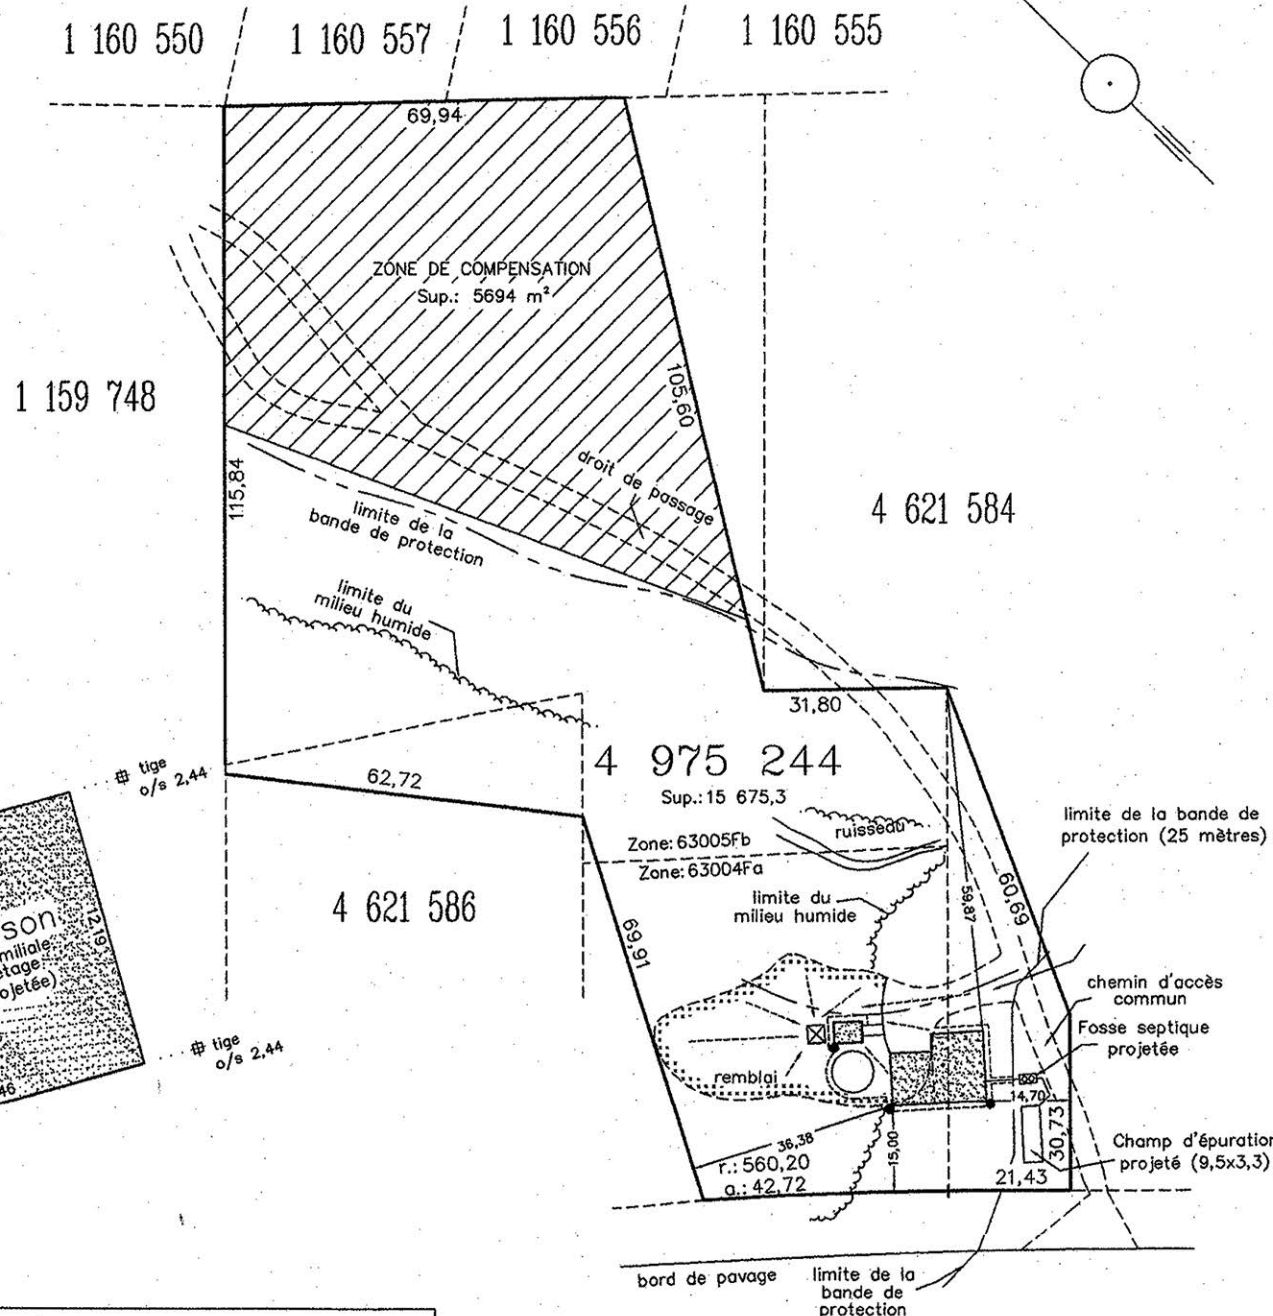 1 160 550
1 160 557
1 160 556
1 160 555
69,94
ZONE DE COMPENSATION
Sup.: 5694 m²
1 159 748
105,60
115,84
droit de passage
limite de la
bande de protection
4 621 584
limite du
milieu humide
31,80
tige
o/s 2,44
62,72
4 975 244
Sup.: 15 675,3
ruisseau
limite de la bande de
protection (25 mètres)
Zone: 63005Fb
Zone: 63004Fa
4 621 586
limite du
milieu humide
59,87
60,69
69,91
12,19
chemin d'accès
commun
Fosse septique
projetée
tige
o/s 2,44
remblai
14,70
30,73
36,38
15,00
Champ d'épuration
projeté (9,5x3,3)
r.: 560,20
a.: 42,72
21,43
bord de pavage
limite de la
bande de
protection